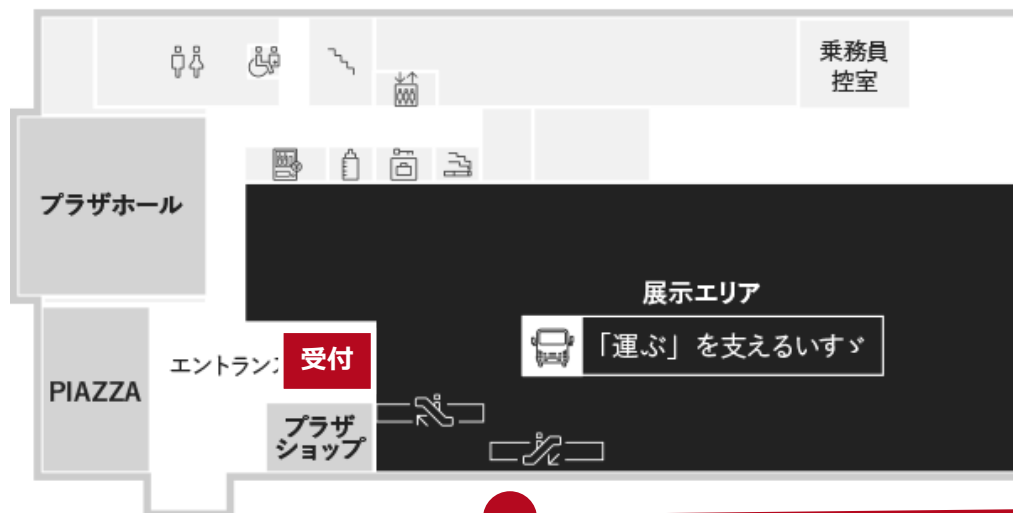 乗務員
控室
プラザホール
展示エリア
「運ぶ」を支えるいすゞ
エントラン
受付
PIAZZA
プラザ
ショップ